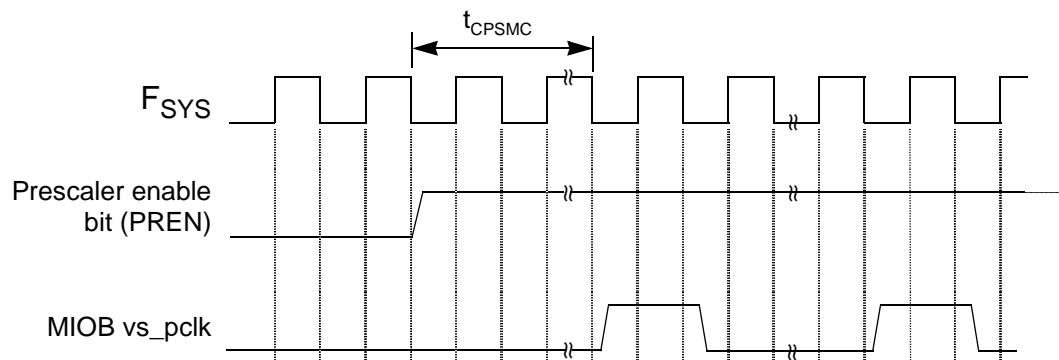 tCPSMC
FSYS
Prescaler enable
bit (PREN)
MIOB vs_pclk